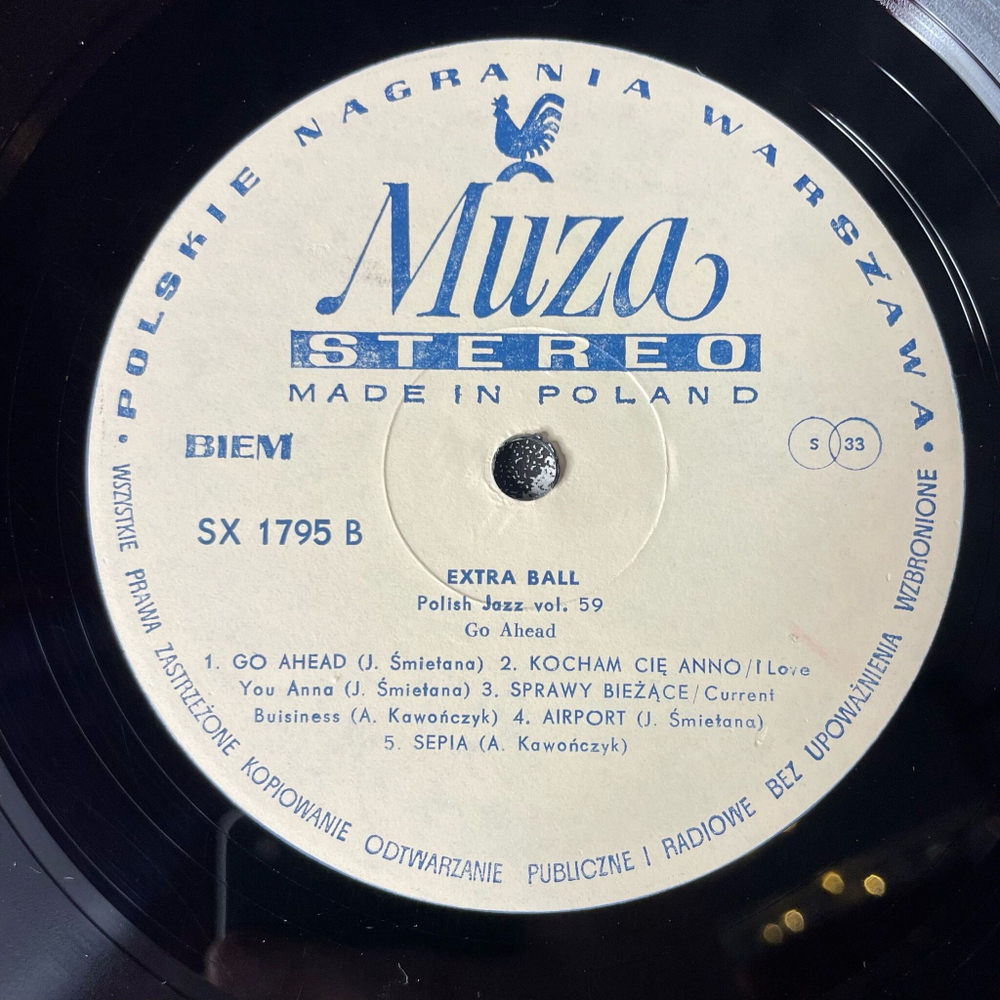 • POLSKIE NAGRANIA WARSZAWA •
Muza
STEREO
MADE IN POLAND
BIEM
S 33
SX 1795 B
EXTRA BALL
Polish Jazz vol. 59
Go Ahead
1. GO AHEAD (J. Śmietana) 2. KOCHAM CIĘ ANNO/I Love
You Anna (J. Śmietana) 3. SPRAWY BIEŻĄCE/Current
Buisiness (A. Kawończyk) 4. AIRPORT (J. Śmietana)
5. SEPIA (A. Kawończyk)
WSZYSTKIE PRAWA ZASTRZEŻONE KOPIOWANIE ODTWARZANIE PUBLICZNE I RADIOWE BEZ UPOWAŻNIENIA WZBRONIONE